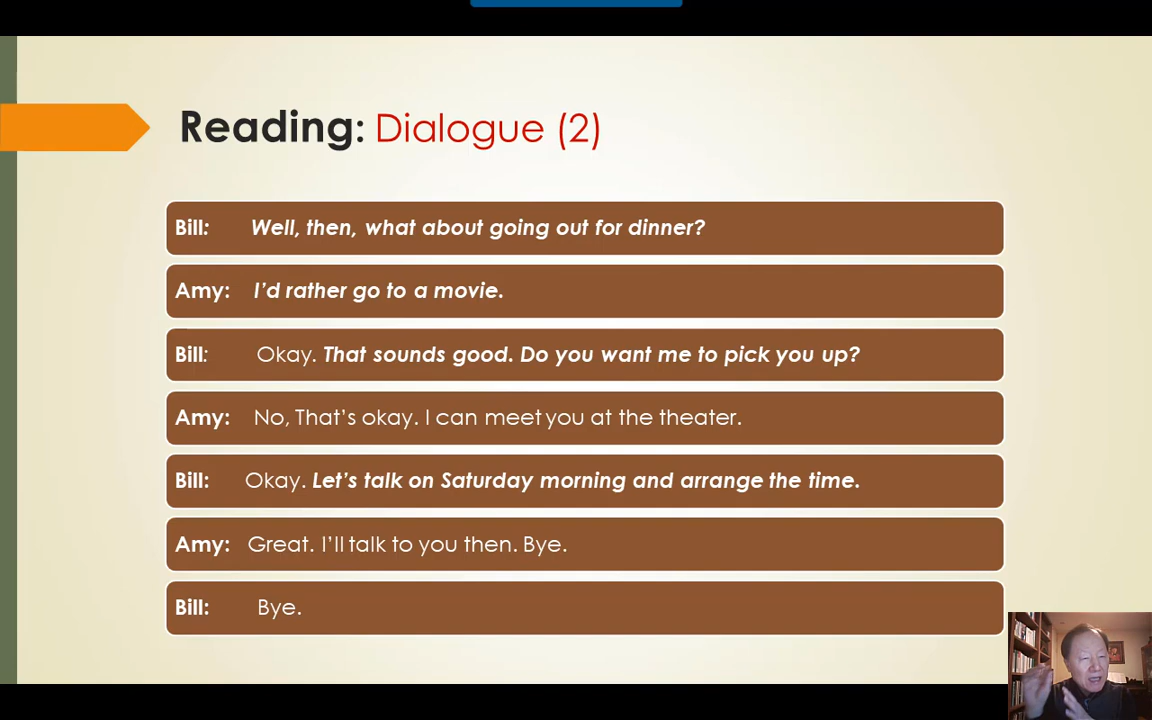 Reading: Dialogue (2)
Bill: Well, then, what about going out for dinner?
Amy: I'd rather go to a movie.
Bill: Okay. That sounds good. Do you want me to pick you up?
Amy: No, That's okay. I can meet you at the theater.
Bill: Okay. Let's talk on Saturday morning and arrange the time.
Amy: Great. I'll talk to you then. Bye.
Bill: Bye.